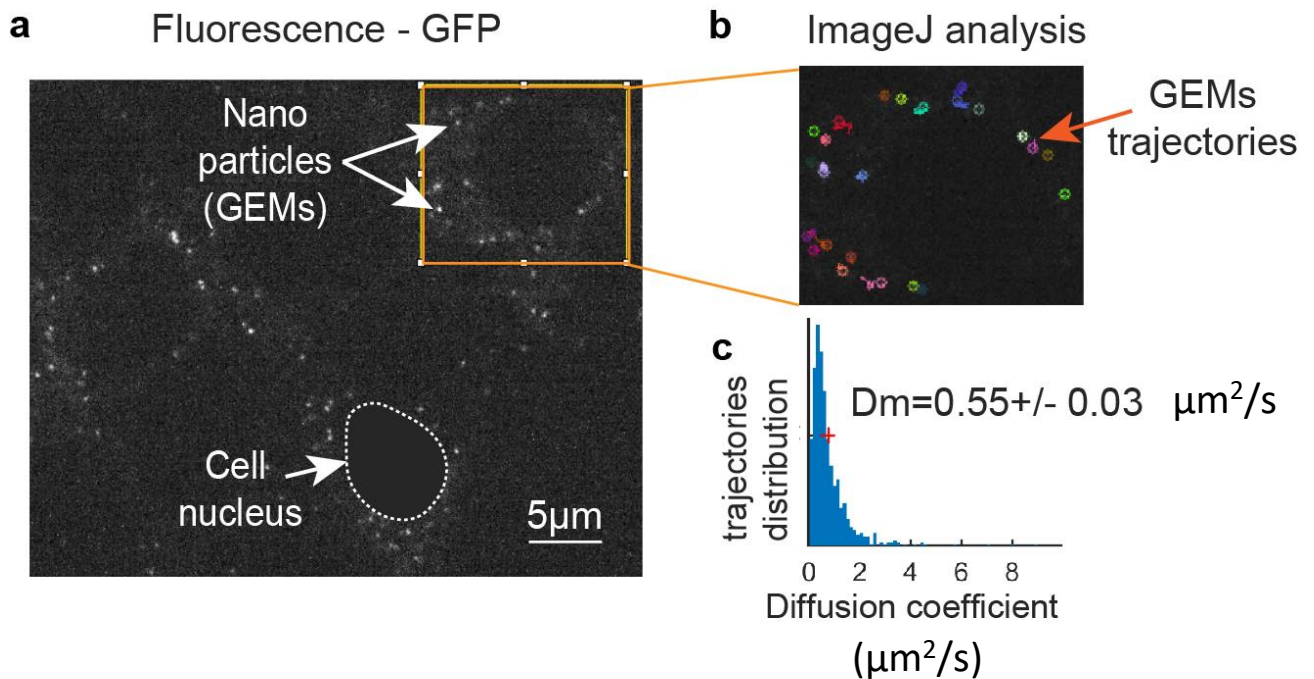 a
Fluorescence - GFP
Nano
particles
(GEMs)
Cell
nucleus
5μm
b
ImageJ analysis
GEMs
trajectories
c
trajectories
distribution
Dm=0.55+/- 0.03 μm²/s
0 2 4 6 8
Diffusion coefficient
(μm²/s)